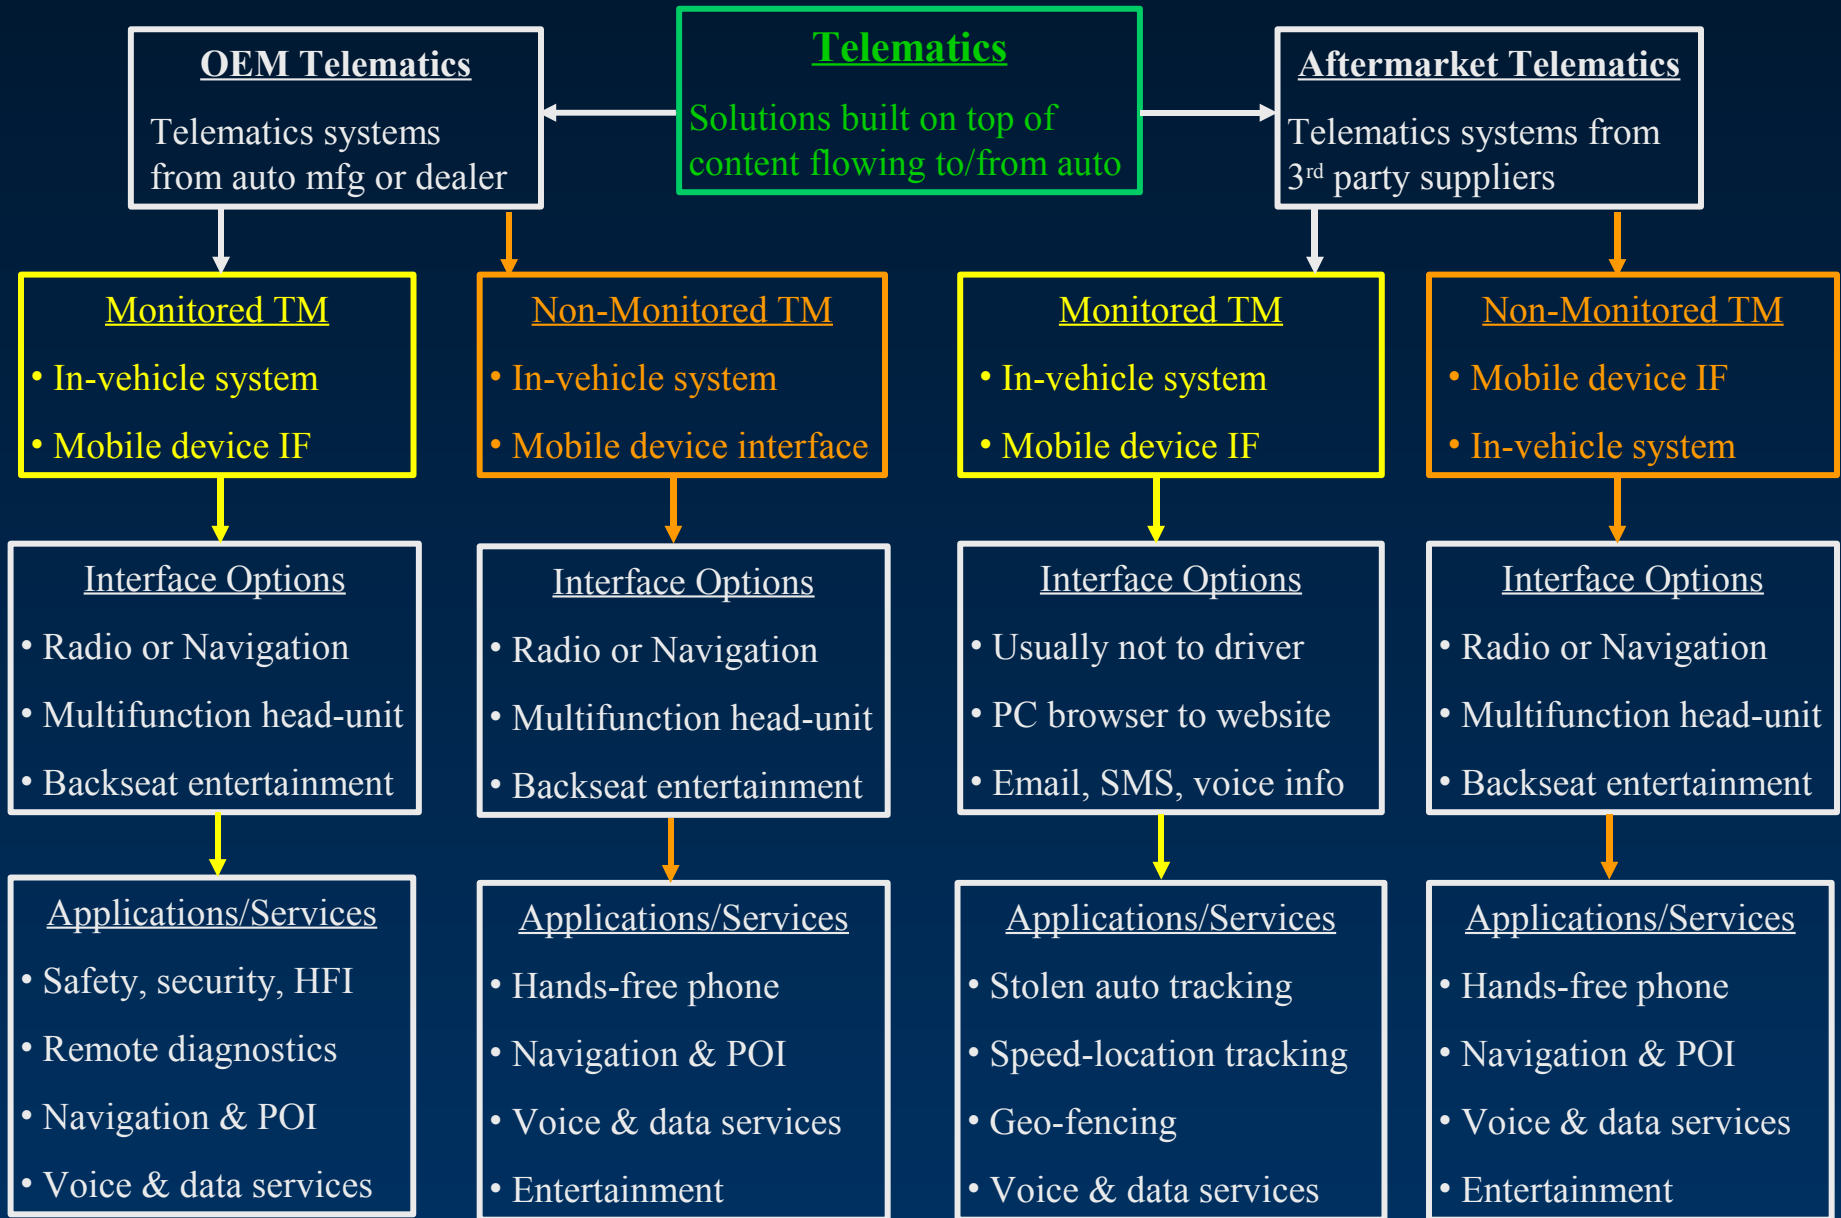 Telematics
Solutions built on top of
content flowing to/from auto
OEM Telematics
Telematics systems
from auto mfg or dealer
Aftermarket Telematics
Telematics systems from
3rd party suppliers
Monitored TM
• In-vehicle system
• Mobile device IF
Non-Monitored TM
• In-vehicle system
• Mobile device interface
Monitored TM
• In-vehicle system
• Mobile device IF
Non-Monitored TM
• Mobile device IF
• In-vehicle system
Interface Options
• Radio or Navigation
• Multifunction head-unit
• Backseat entertainment
Interface Options
• Radio or Navigation
• Multifunction head-unit
• Backseat entertainment
Interface Options
• Usually not to driver
• PC browser to website
• Email, SMS, voice info
Interface Options
• Radio or Navigation
• Multifunction head-unit
• Backseat entertainment
Applications/Services
• Safety, security, HFI
• Remote diagnostics
• Navigation & POI
• Voice & data services
Applications/Services
• Hands-free phone
• Navigation & POI
• Voice & data services
• Entertainment
Applications/Services
• Stolen auto tracking
• Speed-location tracking
• Geo-fencing
• Voice & data services
Applications/Services
• Hands-free phone
• Navigation & POI
• Voice & data services
• Entertainment